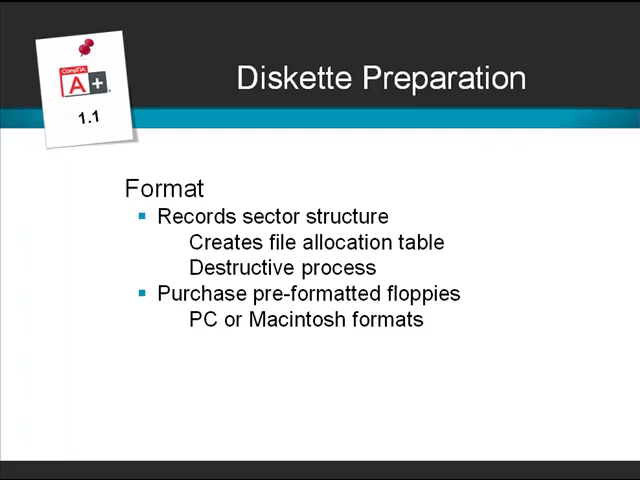 Diskette Preparation
CompTIA
A+
1.1
Format
Records sector structure
Creates file allocation table
Destructive process
Purchase pre-formatted floppies
PC or Macintosh formats